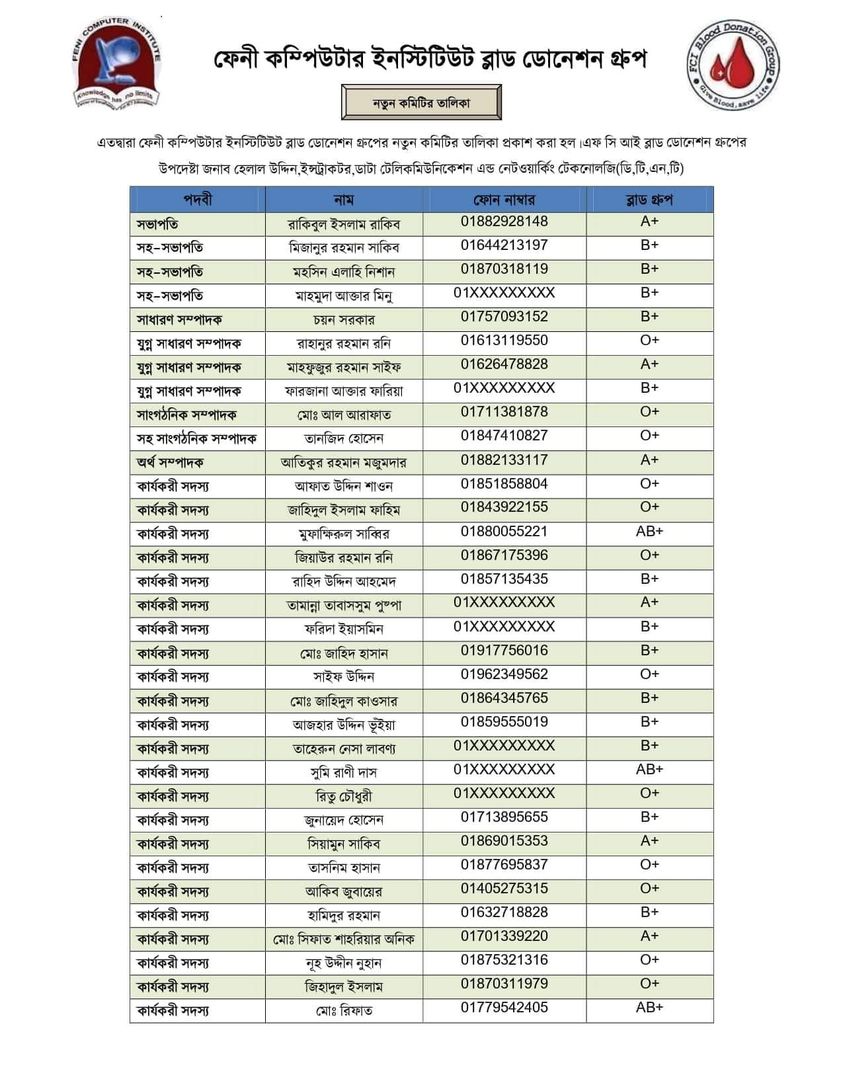 FENI COMPUTER INSTITUTE
Knowledge has no limits
ফেনী কম্পিউটার ইনস্টিটিউট ব্লাড ডোনেশন গ্রুপ
FCI Blood Donation Group
Give Blood, save life
নতুন কমিটির তালিকা
এতদ্বারা ফেনী কম্পিউটার ইনস্টিটিউট ব্লাড ডোনেশন গ্রুপের নতুন কমিটির তালিকা প্রকাশ করা হল।এফ সি আই ব্লাড ডোনেশন গ্রুপের
উপদেষ্টা জনাব হেলাল উদ্দিন,ইন্সট্রাকটর,ডাটা টেলিকমিউনিকেশন এন্ড নেটওয়ার্কিং টেকনোলজি(ডি,টি,এন,টি)
পদবী নাম ফোন নাম্বার ব্লাড গ্রুপ
সভাপতি রাকিবুল ইসলাম রাকিব 01882928148 A+
সহ-সভাপতি মিজানুর রহমান সাকিব 01644213197 B+
সহ-সভাপতি মহসিন এলাহি নিশান 01870318119 B+
সহ-সভাপতি মাহমুদা আক্তার মিনু 01XXXXXXXXX B+
সাধারণ সম্পাদক চয়ন সরকার 01757093152 B+
যুগ্ন সাধারণ সম্পাদক রাহানুর রহমান রনি 01613119550 O+
যুগ্ন সাধারণ সম্পাদক মাহফুজুর রহমান সাইফ 01626478828 A+
যুগ্ন সাধারণ সম্পাদক ফারজানা আক্তার ফারিয়া 01XXXXXXXXX B+
সাংগঠনিক সম্পাদক মোঃ আল আরাফাত 01711381878 O+
সহ সাংগঠনিক সম্পাদক তানজিদ হোসেন 01847410827 O+
অর্থ সম্পাদক আতিকুর রহমান মজুমদার 01882133117 A+
কার্যকরী সদস্য আফাত উদ্দিন শাওন 01851858804 O+
কার্যকরী সদস্য জাহিদুল ইসলাম ফাহিম 01843922155 O+
কার্যকরী সদস্য মুফাক্ষিরুল সাব্বির 01880055221 AB+
কার্যকরী সদস্য জিয়াউর রহমান রনি 01867175396 O+
কার্যকরী সদস্য রাহিদ উদ্দিন আহমেদ 01857135435 B+
কার্যকরী সদস্য তামান্না তাবাসসুম পুষ্পা 01XXXXXXXXX A+
কার্যকরী সদস্য ফরিদা ইয়াসমিন 01XXXXXXXXX B+
কার্যকরী সদস্য মোঃ জাহিদ হাসান 01917756016 B+
কার্যকরী সদস্য সাইফ উদ্দিন 01962349562 O+
কার্যকরী সদস্য মোঃ জাহিদুল কাওসার 01864345765 B+
কার্যকরী সদস্য আজহার উদ্দিন ভূঁইয়া 01859555019 B+
কার্যকরী সদস্য তাহেরুন নেসা লাবণ্য 01XXXXXXXXX B+
কার্যকরী সদস্য সুমি রাণী দাস 01XXXXXXXXX AB+
কার্যকরী সদস্য রিতু চৌধুরী 01XXXXXXXXX O+
কার্যকরী সদস্য জুনায়েদ হোসেন 01713895655 B+
কার্যকরী সদস্য সিয়ামুন সাকিব 01869015353 A+
কার্যকরী সদস্য তাসনিম হাসান 01877695837 O+
কার্যকরী সদস্য আকিব জুবায়ের 01405275315 O+
কার্যকরী সদস্য হামিদুর রহমান 01632718828 B+
কার্যকরী সদস্য মোঃ সিফাত শাহরিয়ার অনিক 01701339220 A+
কার্যকরী সদস্য নূহ উদ্দীন নুহান 01875321316 O+
কার্যকরী সদস্য জিহাদুল ইসলাম 01870311979 O+
কার্যকরী সদস্য মোঃ রিফাত 01779542405 AB+